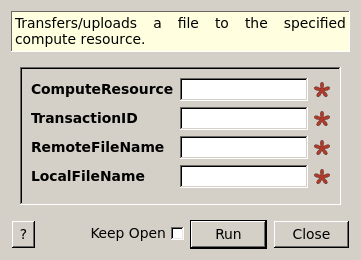 Transfers/uploads a file to the specified
compute resource.
ComputeResource
TransactionID
RemoteFileName
LocalFileName
? Keep Open Run Close